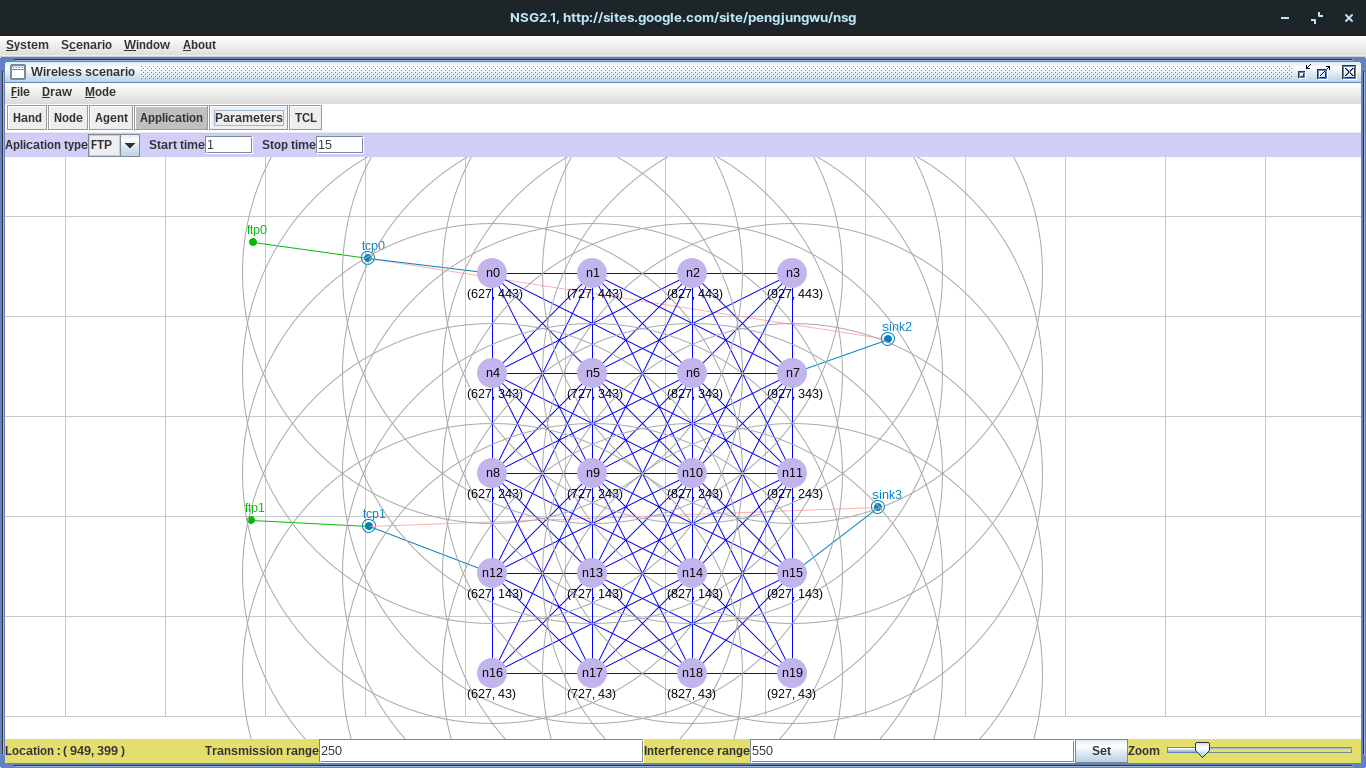 NSG2.1, http://sites.google.com/site/pengjungwu/nsg
System Scenario Window About
Wireless scenario
File Draw Mode
Hand Node Agent Application Parameters TCL
Aplication type FTP Start time 1 Stop time 15
ftp0
tcp0
n0 n1 n2 n3
(627, 443) (727, 443) (827, 443) (927, 443)
sink2
n4 n5 n6 n7
(627, 343) (727, 343) (827, 343) (927, 343)
n8 n9 n10 n11
(627, 243) (727, 243) (827, 243) (927, 243)
sink3
ftp1
tcp1
n12 n13 n14 n15
(627, 143) (727, 143) (827, 143) (927, 143)
n16 n17 n18 n19
(627, 43) (727, 43) (827, 43) (927, 43)
Location : ( 949, 399 ) Transmission range 250 Interference range 550 Set Zoom